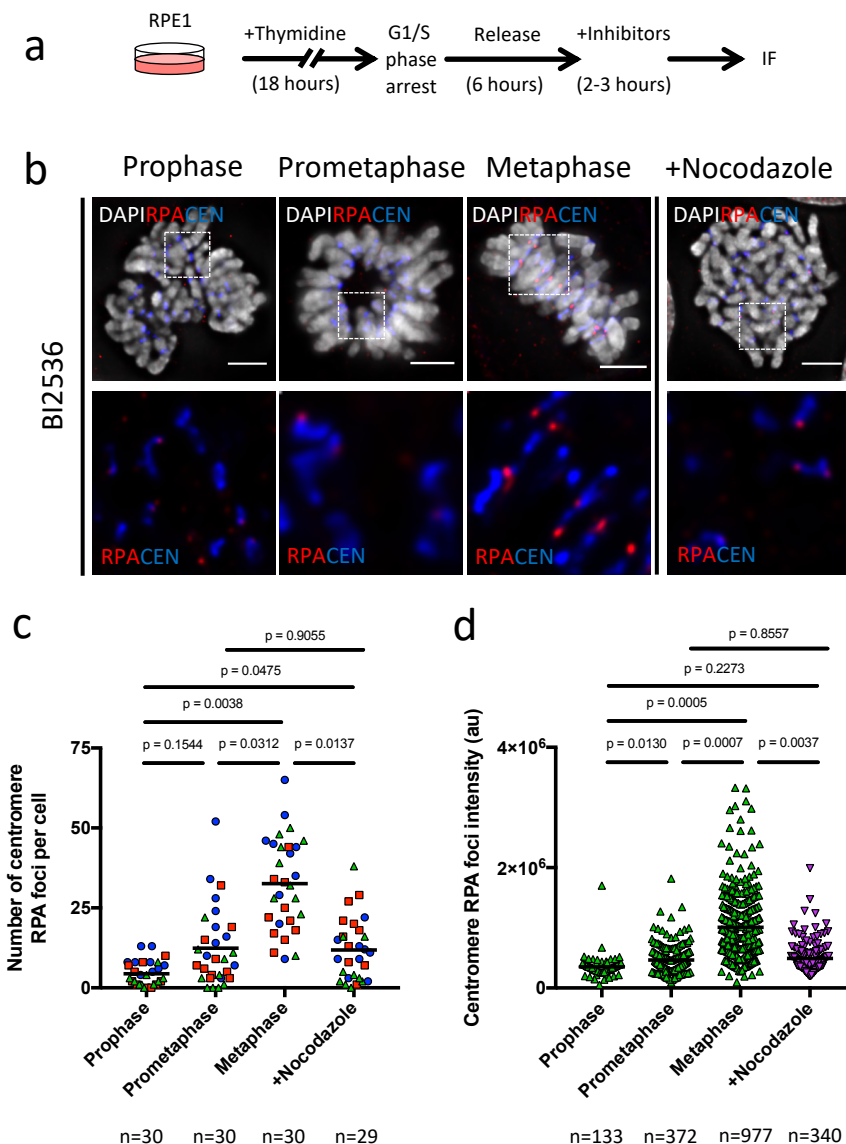 a
RPE1
+Thymidine
(18 hours)
G1/S
phase
arrest
Release
(6 hours)
+Inhibitors
(2-3 hours)
IF
b
Prophase
Prometaphase
Metaphase
+Nocodazole
BI2536
DAPIRPACEN
DAPIRPACEN
DAPIRPACEN
DAPIRPACEN
RPACEN
RPACEN
RPACEN
RPACEN
c
p = 0.9055
p = 0.0475
p = 0.0038
p = 0.1544
p = 0.0312
p = 0.0137
Number of centromere
RPA foci per cell
75
50
25
0
Prophase
Prometaphase
Metaphase
+Nocodazole
n=30
n=30
n=30
n=29
d
p = 0.8557
p = 0.2273
p = 0.0005
p = 0.0130
p = 0.0007
p = 0.0037
Centromere RPA foci intensity (au)
4×10⁶
2×10⁶
0
Prophase
Prometaphase
Metaphase
+Nocodazole
n=133
n=372
n=977
n=340